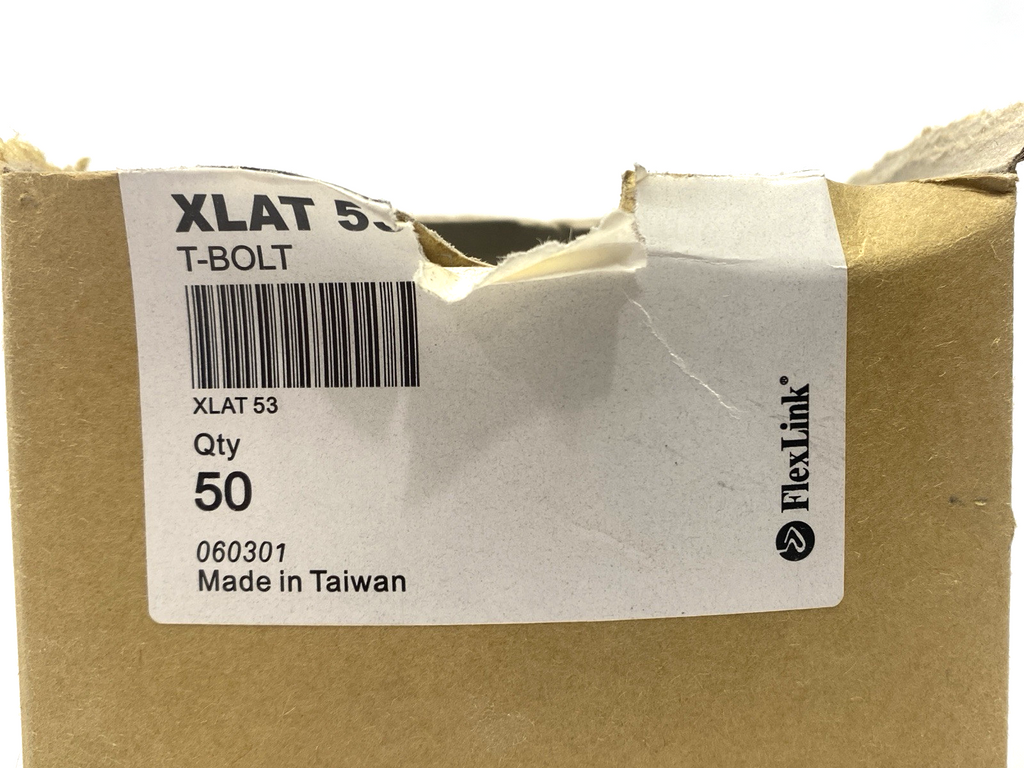 XLAT 53
T-BOLT
XLAT 53
Qty
50
060301
Made in Taiwan
FlexLink®